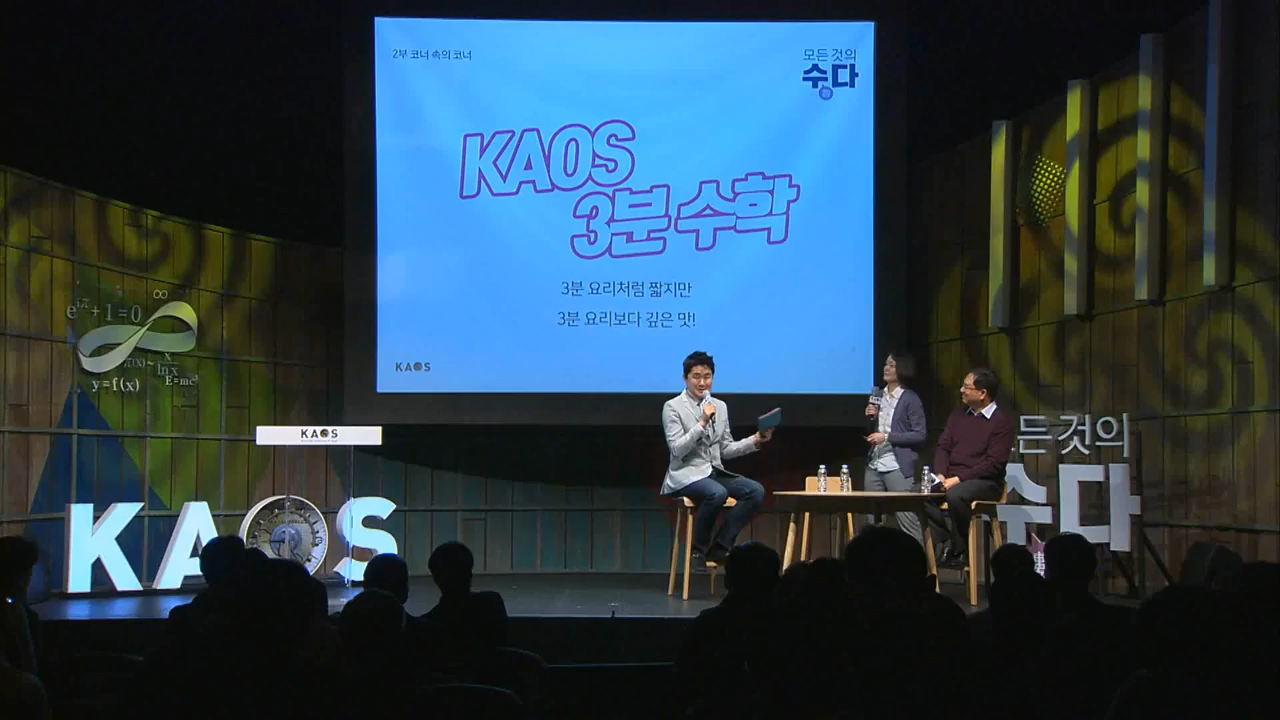 2부 코너 속의 코너
모든 것의
수다
KAOS
3분 수학
3분 요리처럼 짧지만
3분 요리보다 깊은 맛!
KAOS
∞
e^iπ+1=0
π(x)~ x/ln x
y=f(x)
E=mc²
KAOS
KAOS
든 것의
수다